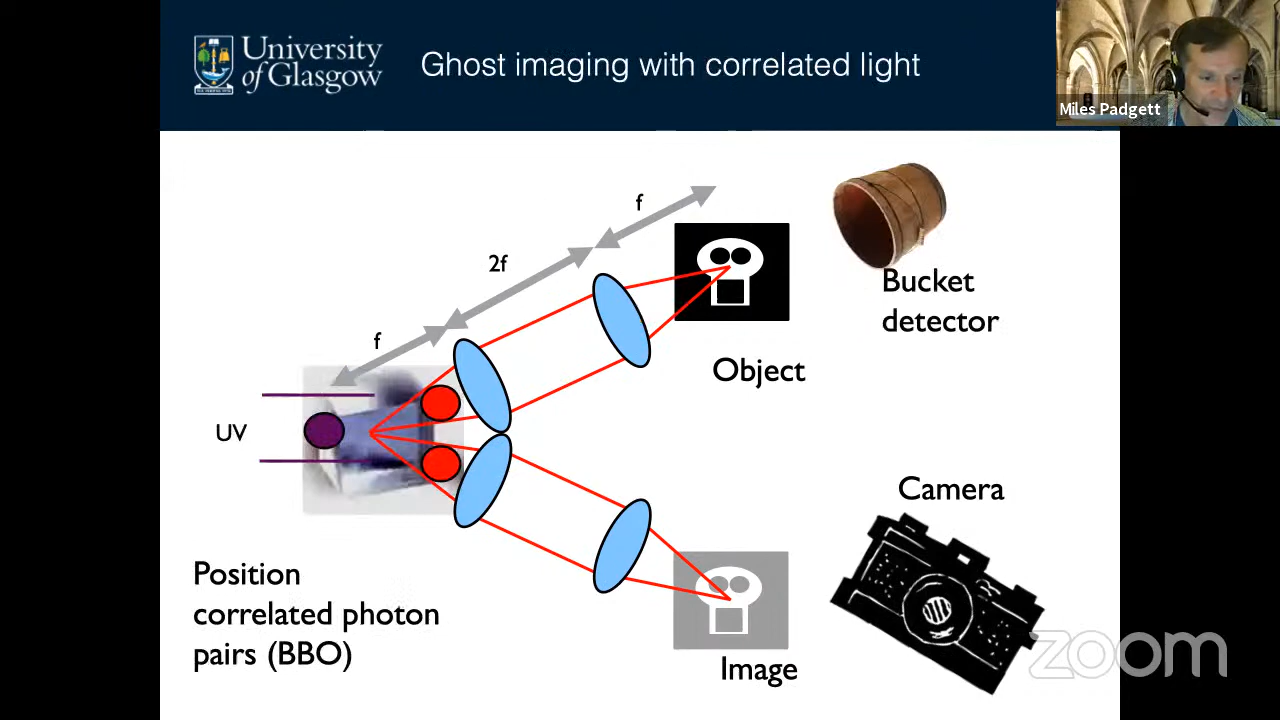 University
of Glasgow
Ghost imaging with correlated light
Miles Padgett
f
2f
f
Bucket
detector
Object
UV
Camera
Position
correlated photon
pairs (BBO)
Image
zoom